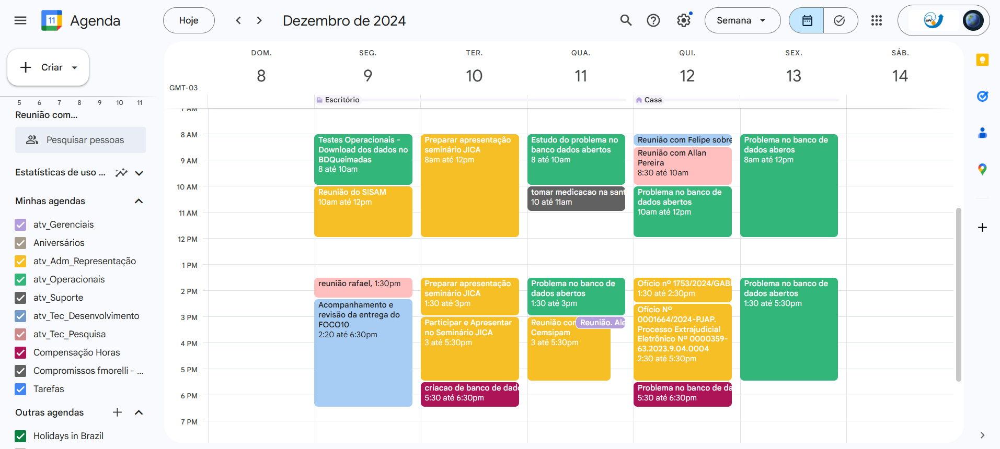 Agenda
Hoje
Dezembro de 2024
Semana
Criar
DOM.
SEG.
TER.
QUA.
QUI.
SEX.
SÁB.
8
9
10
11
12
13
14
GMT-03
Escritório
Casa
5 6 7 8 9 10 11
Reunião com...
Pesquisar pessoas
Estatísticas de uso ...
Minhas agendas
atv_Gerenciais
Aniversários
atv_Adm_Representação
atv_Operacionais
atv_Suporte
atv_Tec_Desenvolvimento
atv_Tec_Pesquisa
Compensação Horas
Compromissos fmorelli - ...
Tarefas
Outras agendas
Holidays in Brazil
7 AM
8 AM
9 AM
10 AM
11 AM
12 PM
1 PM
2 PM
3 PM
4 PM
5 PM
6 PM
7 PM
Testes Operacionais -
Download dos dados no
BDQueimadas
8 até 10am
Reunião do SISAM
10am até 12pm
reunião rafael, 1:30pm
Acompanhamento e
revisão da entrega do
FOCO10
2:20 até 6:30pm
Preparar apresentação
seminário JICA
8am até 12pm
Preparar apresentação
seminário JICA
1:30 até 3pm
Participar e Apresentar
no Seminário JICA
3 até 5:30pm
criacao de banco de dado
5:30 até 6:30pm
Estudo do problema no
banco dados abertos
8 até 10am
tomar medicacao na sant
10 até 11am
Problema no banco de
dados abertos
1:30 até 3pm
Reunião com
Cemsipam
3 até 5:30pm
Reunião. Ale
Reunião com Felipe sobre
Reunião com Allan
Pereira
8:30 até 10am
Problema no banco de
dados abertos
10am até 12pm
Ofício nº 1753/2024/GABI
1:30 até 2:30pm
Ofício Nº
0001664/2024-PJAP.
Processo Extrajudicial
Eletrônico Nº 0000359-
63.2023.9.04.0004
2:30 até 5:30pm
Problema no banco de da
5:30 até 6:30pm
Problema no banco de
dados aberos
8am até 12pm
Problema no banco de
dados abertos
1:30 até 5:30pm